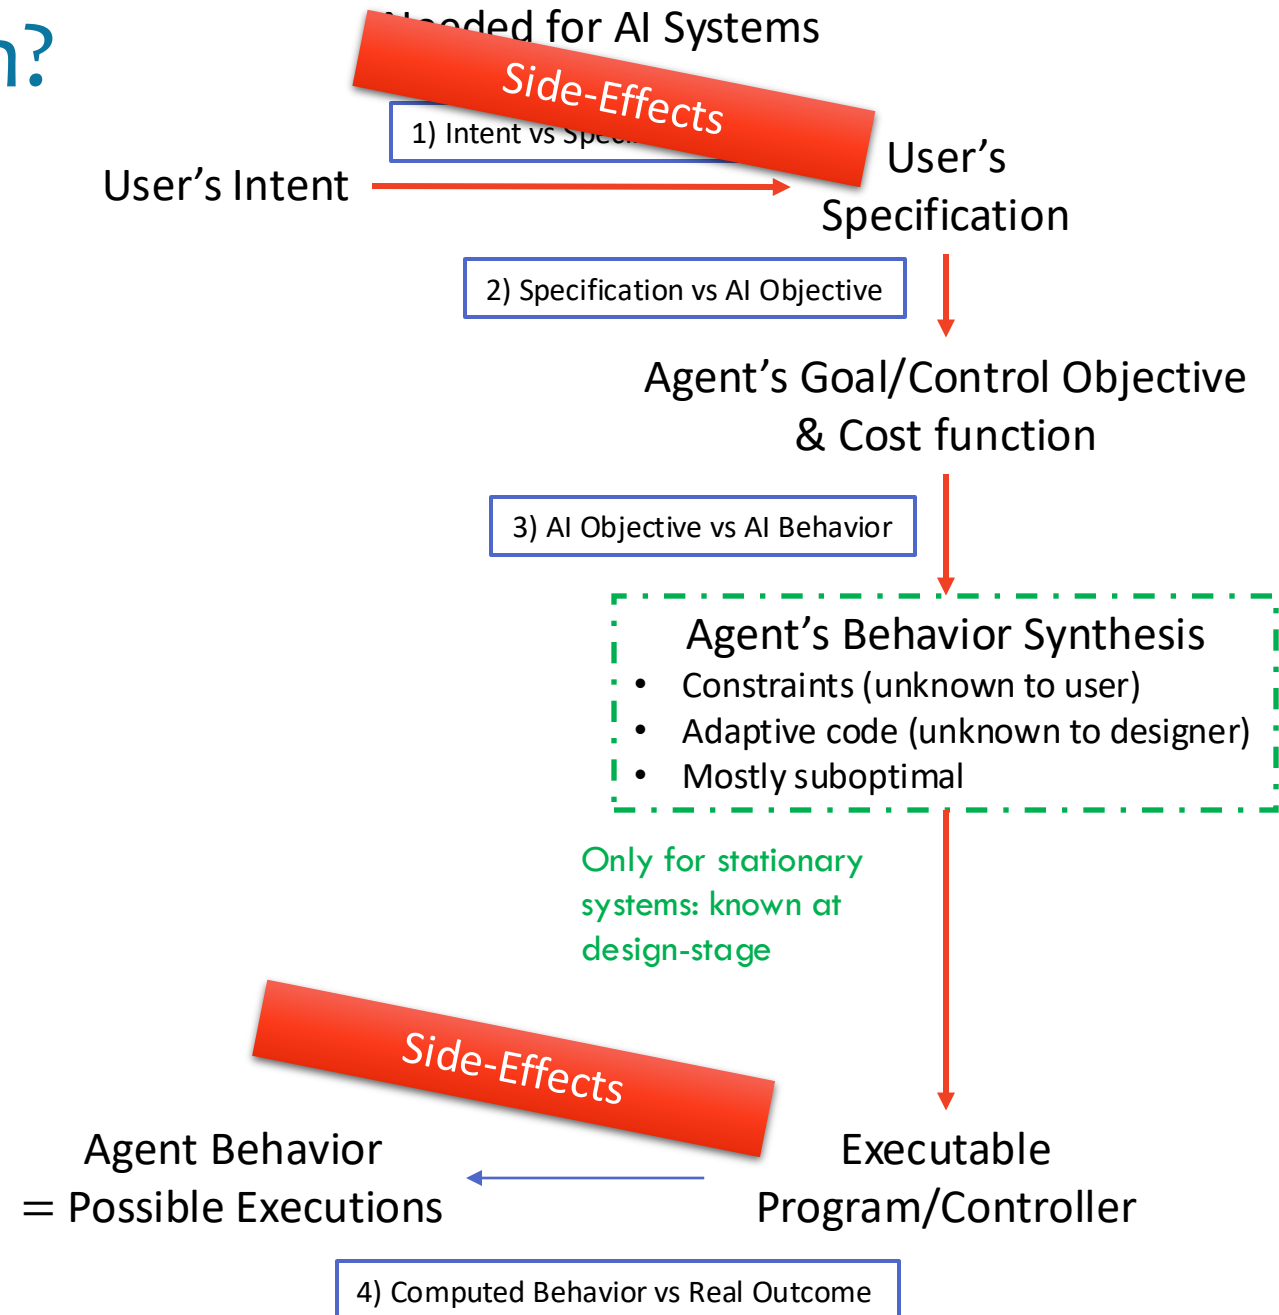 n?
Needed for AI Systems
Side-Effects
1) Intent vs
User’s Intent
User’s
Specification
2) Specification vs AI Objective
Agent’s Goal/Control Objective
& Cost function
3) AI Objective vs AI Behavior
Agent’s Behavior Synthesis
• Constraints (unknown to user)
• Adaptive code (unknown to designer)
• Mostly suboptimal
Only for stationary
systems: known at
design-stage
Side-Effects
Agent Behavior
= Possible Executions
Executable
Program/Controller
4) Computed Behavior vs Real Outcome